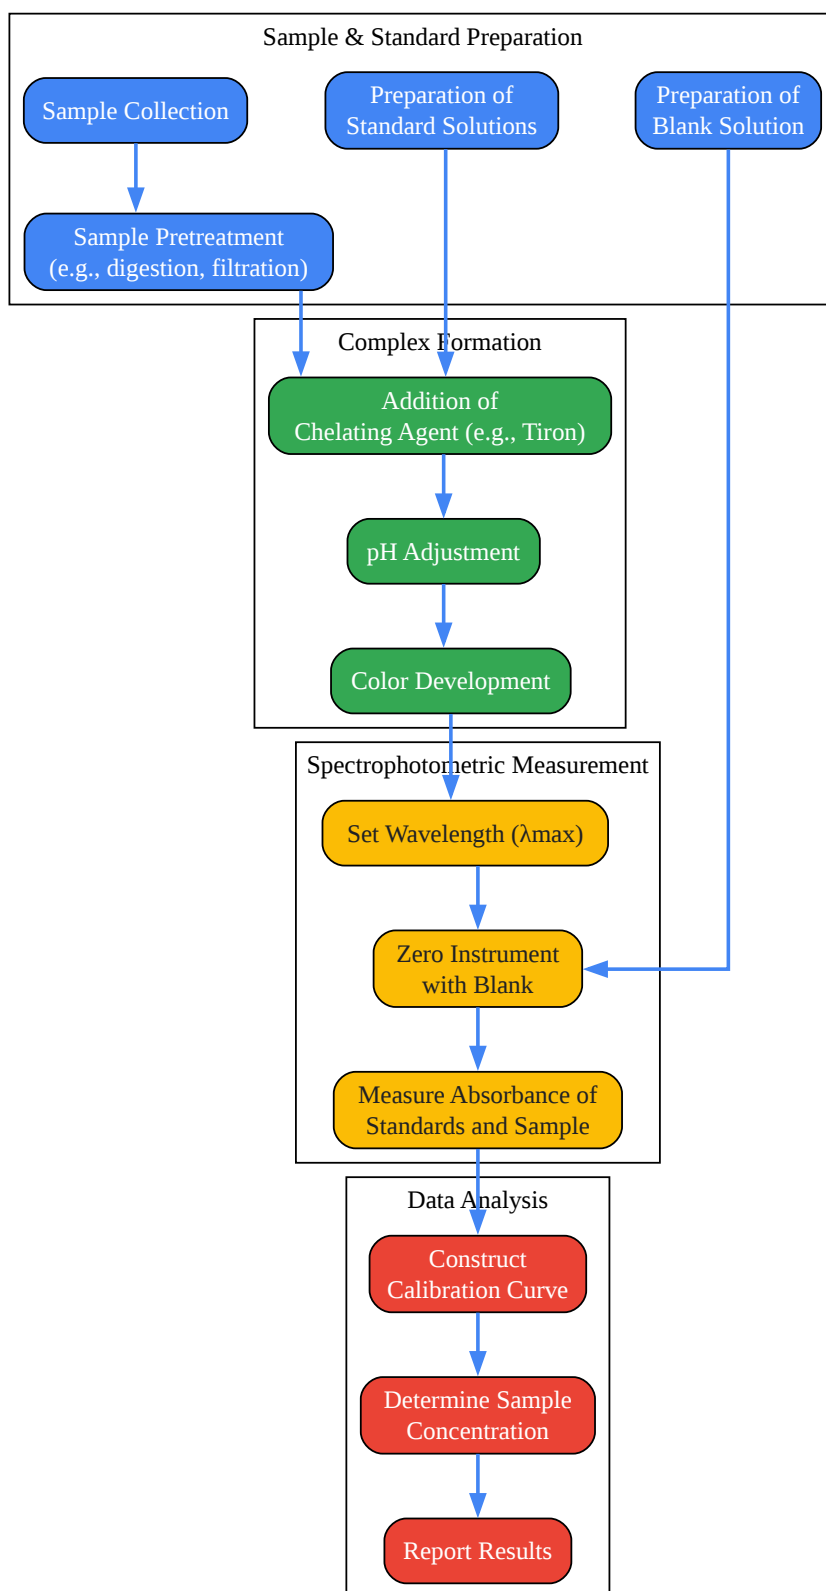 Sample & Standard Preparation
Sample Collection
Preparation of
Standard Solutions
Preparation of
Blank Solution
Sample Pretreatment
(e.g., digestion, filtration)
Complex Formation
Addition of
Chelating Agent (e.g., Tiron)
pH Adjustment
Color Development
Spectrophotometric Measurement
Set Wavelength (λmax)
Zero Instrument
with Blank
Measure Absorbance of
Standards and Sample
Data Analysis
Construct
Calibration Curve
Determine Sample
Concentration
Report Results